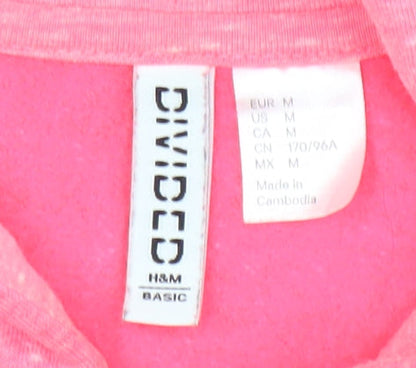 DIVIDED
H&M
BASIC
EUR M
US M
CA M
CN 170/96A
MX M
Made in
Cambodia